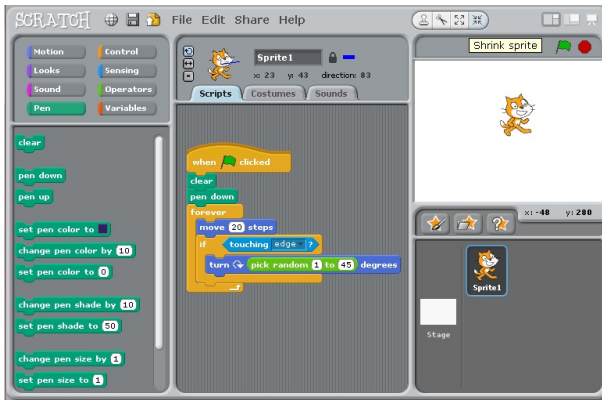 SCRATCH File Edit Share Help
Shrink sprite
Motion Control
Looks Sensing
Sound Operators
Pen Variables
Sprite1
x: 23 y: 43 direction: 83
Scripts Costumes Sounds
clear
pen down
pen up
set pen color to
change pen color by 10
set pen color to 0
change pen shade by 10
set pen shade to 50
change pen size by 1
set pen size to 1
when clicked
clear
pen down
forever
move 20 steps
if touching edge ?
turn pick random 1 to 45 degrees
x: -48 y: 280
Sprite1
Stage